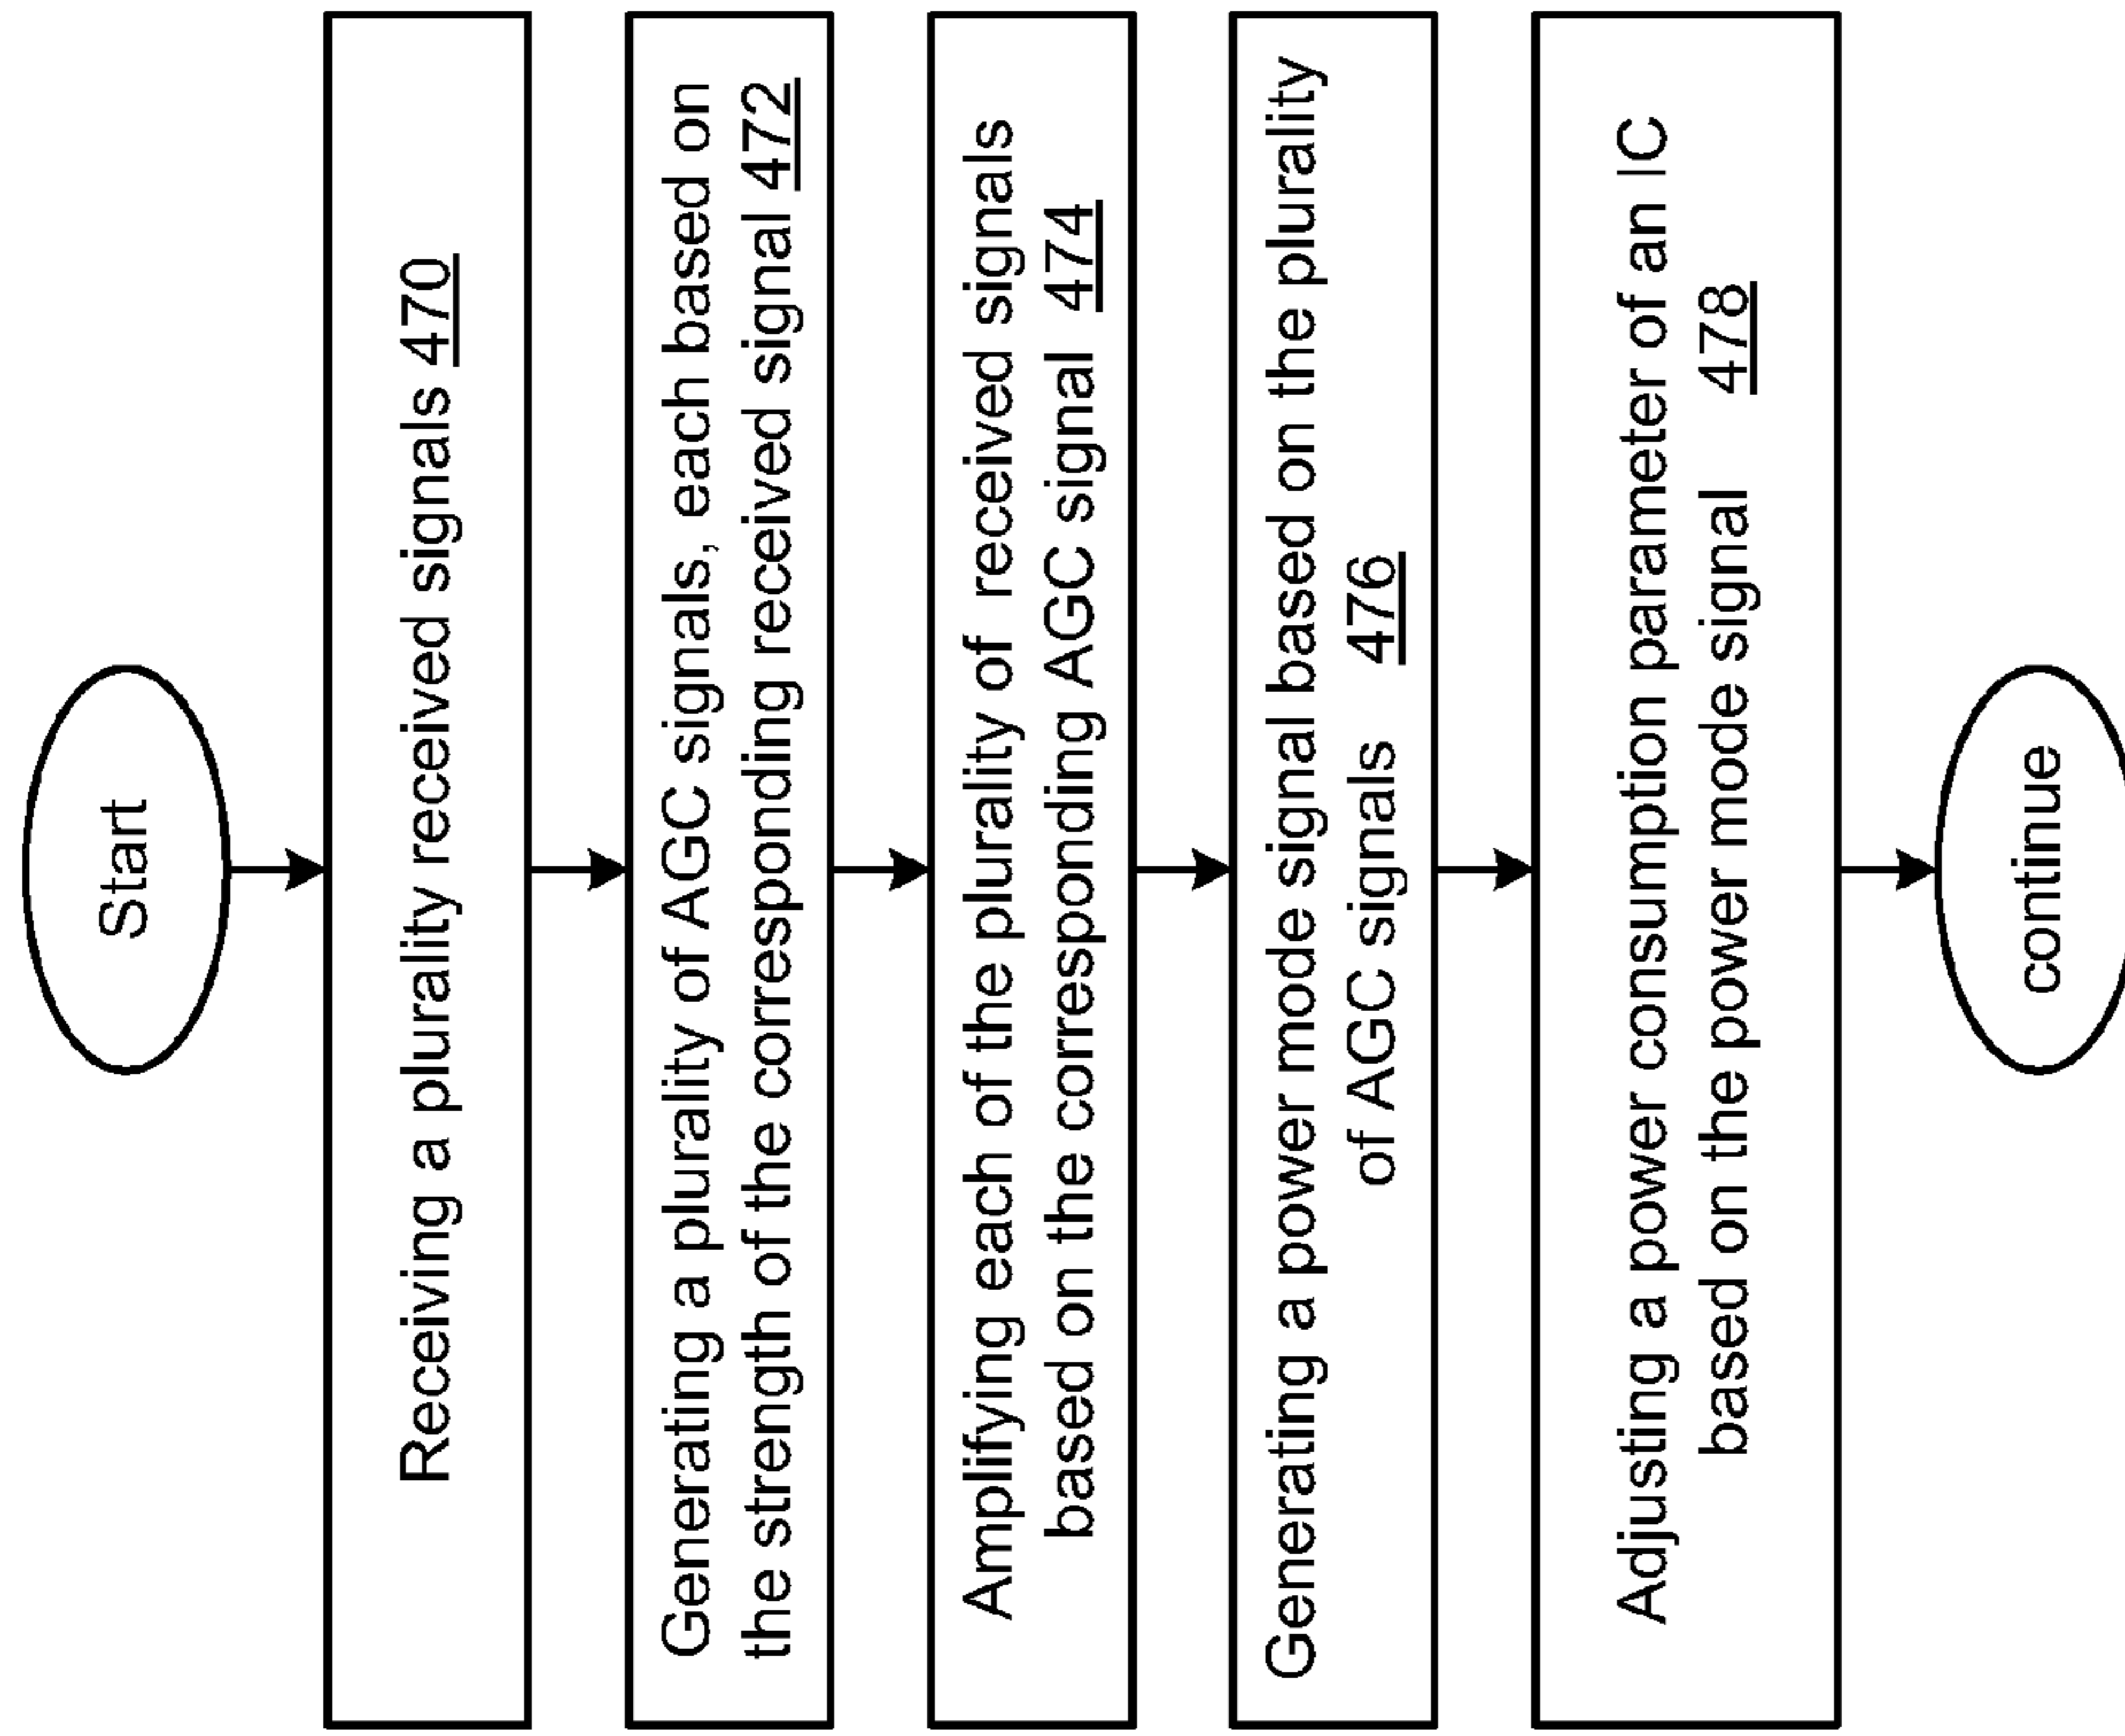 Start
Receiving a plurality received signals 470
Generating a plurality of AGC signals, each based on
the strength of the corresponding received signal 472
Amplifying each of the plurality of received signals
based on the corresponding AGC signal 474
Generating a power mode signal based on the plurality
of AGC signals 476
Adjusting a power consumption parameter of an IC
based on the power mode signal 478
continue